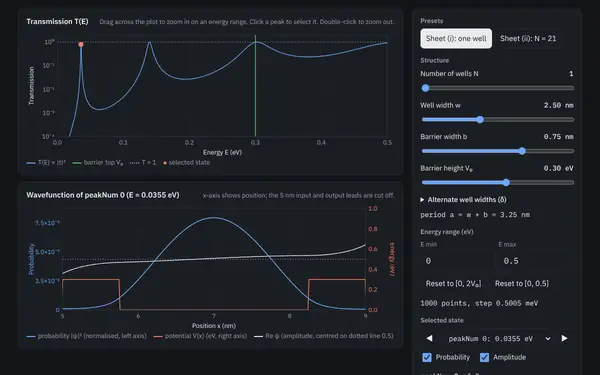 Transmission T(E)
Drag across the plot to zoom in on an energy range. Click a peak to select it. Double-click to zoom out.
Transmission
10⁰
10⁻¹
10⁻²
10⁻³
10⁻⁴
0.0
0.1
0.2
0.3
0.4
0.5
Energy E (eV)
T(E) = |t|²
barrier top V₀
T = 1
selected state
Wavefunction of peakNum 0 (E = 0.0355 eV)
x-axis shows position; the 5 nm input and output leads are cut off.
Probability
7.5×10⁻³
5.0×10⁻³
2.5×10⁻³
0
1.0
0.8
0.6
0.4
0.2
0.0
Energy (eV)
5
6
7
8
9
Position x (nm)
probability |ψ|² (normalised, left axis)
potential V(x) (eV, right axis)
Re ψ (amplitude, centred on dotted line 0.5)
Presets
Sheet (i): one well
Sheet (ii): N = 21
Structure
Number of wells N 1
Well width w 2.50 nm
Barrier width b 0.75 nm
Barrier height V₀ 0.30 eV
▸ Alternate well widths (δ)
period a = w + b = 3.25 nm
Energy range (eV)
E min
E max
0
0.5
Reset to [0, 2V₀]
Reset to [0, 0.5]
1000 points, step 0.5005 meV
Selected state
◀ peakNum 0: 0.0355 eV ▶
Probability
Amplitude